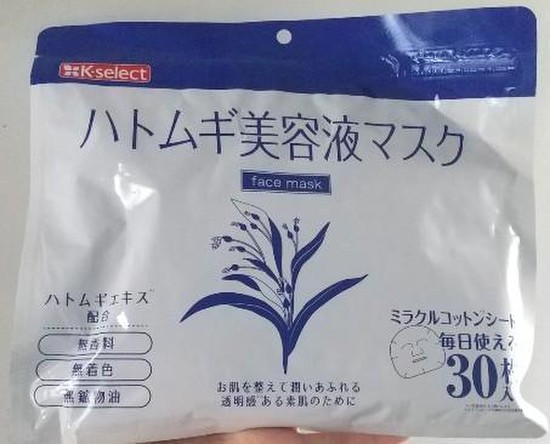 K-select
ハトムギ美容液マスク
face mask
ハトムギエキス*
配合
無香料
無着色
無鉱物油
お肌を整えて潤いあふれる
透明感*ある素肌のために
ミラクルコットンシート
毎日使える
30枚入